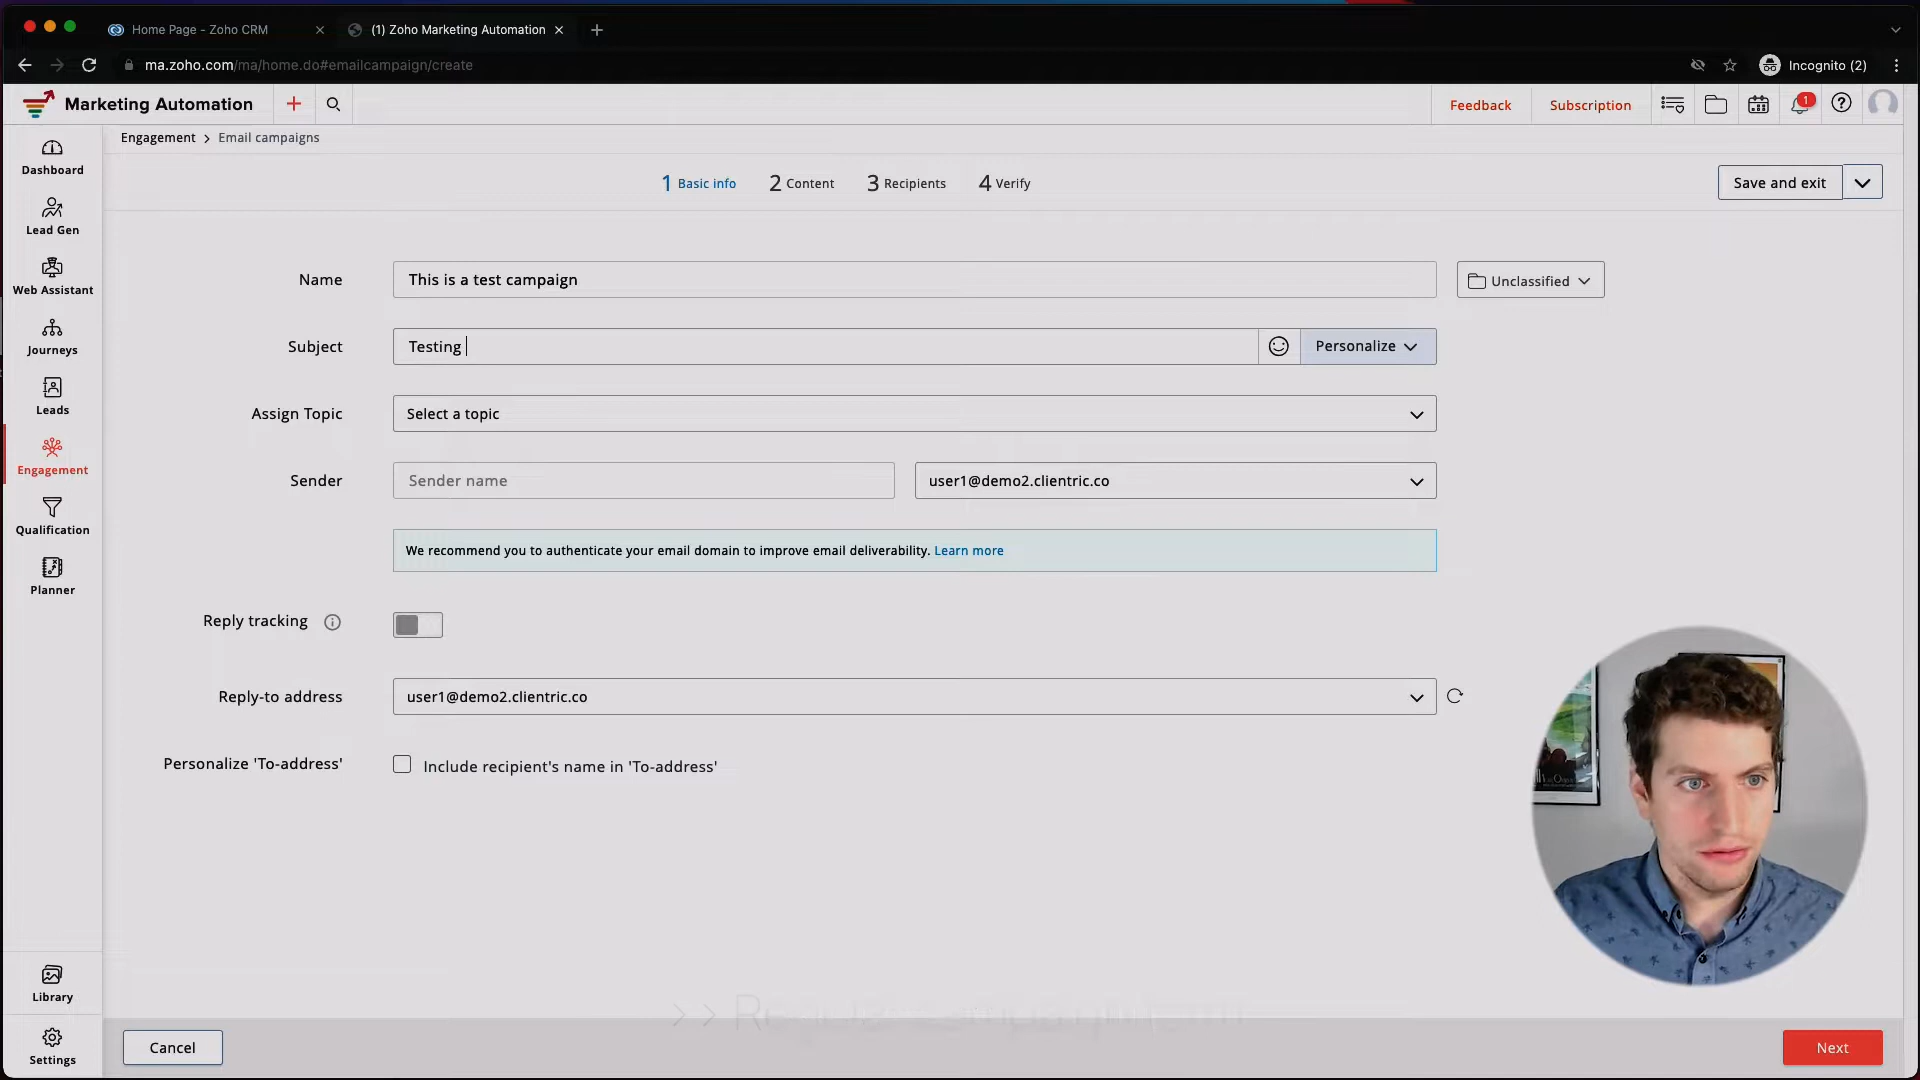 Home Page - Zoho CRM
(1) Zoho Marketing Automation
ma.zoho.com/ma/home.do#emailcampaign/create
Incognito (2)
Marketing Automation
Feedback
Subscription
1
Engagement > Email campaigns
1 Basic info
2 Content
3 Recipients
4 Verify
Save and exit
Dashboard
Lead Gen
Web Assistant
Journeys
Leads
Engagement
Qualification
Planner
Library
Settings
Name
This is a test campaign
Unclassified
Subject
Testing
Personalize
Assign Topic
Select a topic
Sender
Sender name
user1@demo2.clientric.co
We recommend you to authenticate your email domain to improve email deliverability. Learn more
Reply tracking
Reply-to address
user1@demo2.clientric.co
Personalize 'To-address'
Include recipient's name in 'To-address'
Cancel
Next